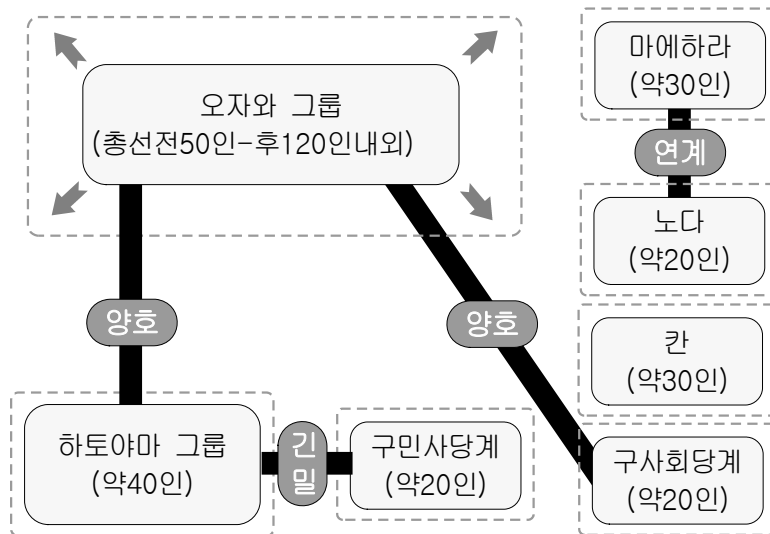 오자와 그룹
(총선전50인-후120인내외)
마에하라
(약30인)
연계
노다
(약20인)
양호
양호
칸
(약30인)
하토야마 그룹
(약40인)
긴
밀
구민사당계
(약20인)
구사회당계
(약20인)